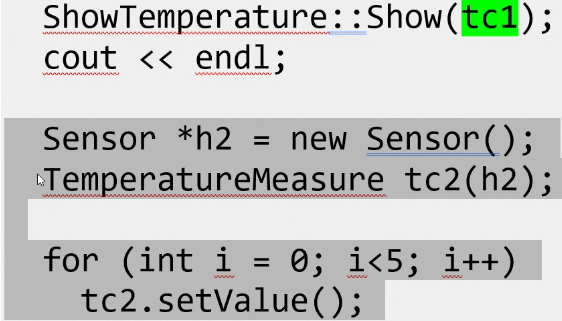 ShowTemperature::Show(tc1);
cout << endl;
Sensor *h2 = new Sensor();
TemperatureMeasure tc2(h2);
for (int i = 0; i<5; i++)
tc2.setValue();